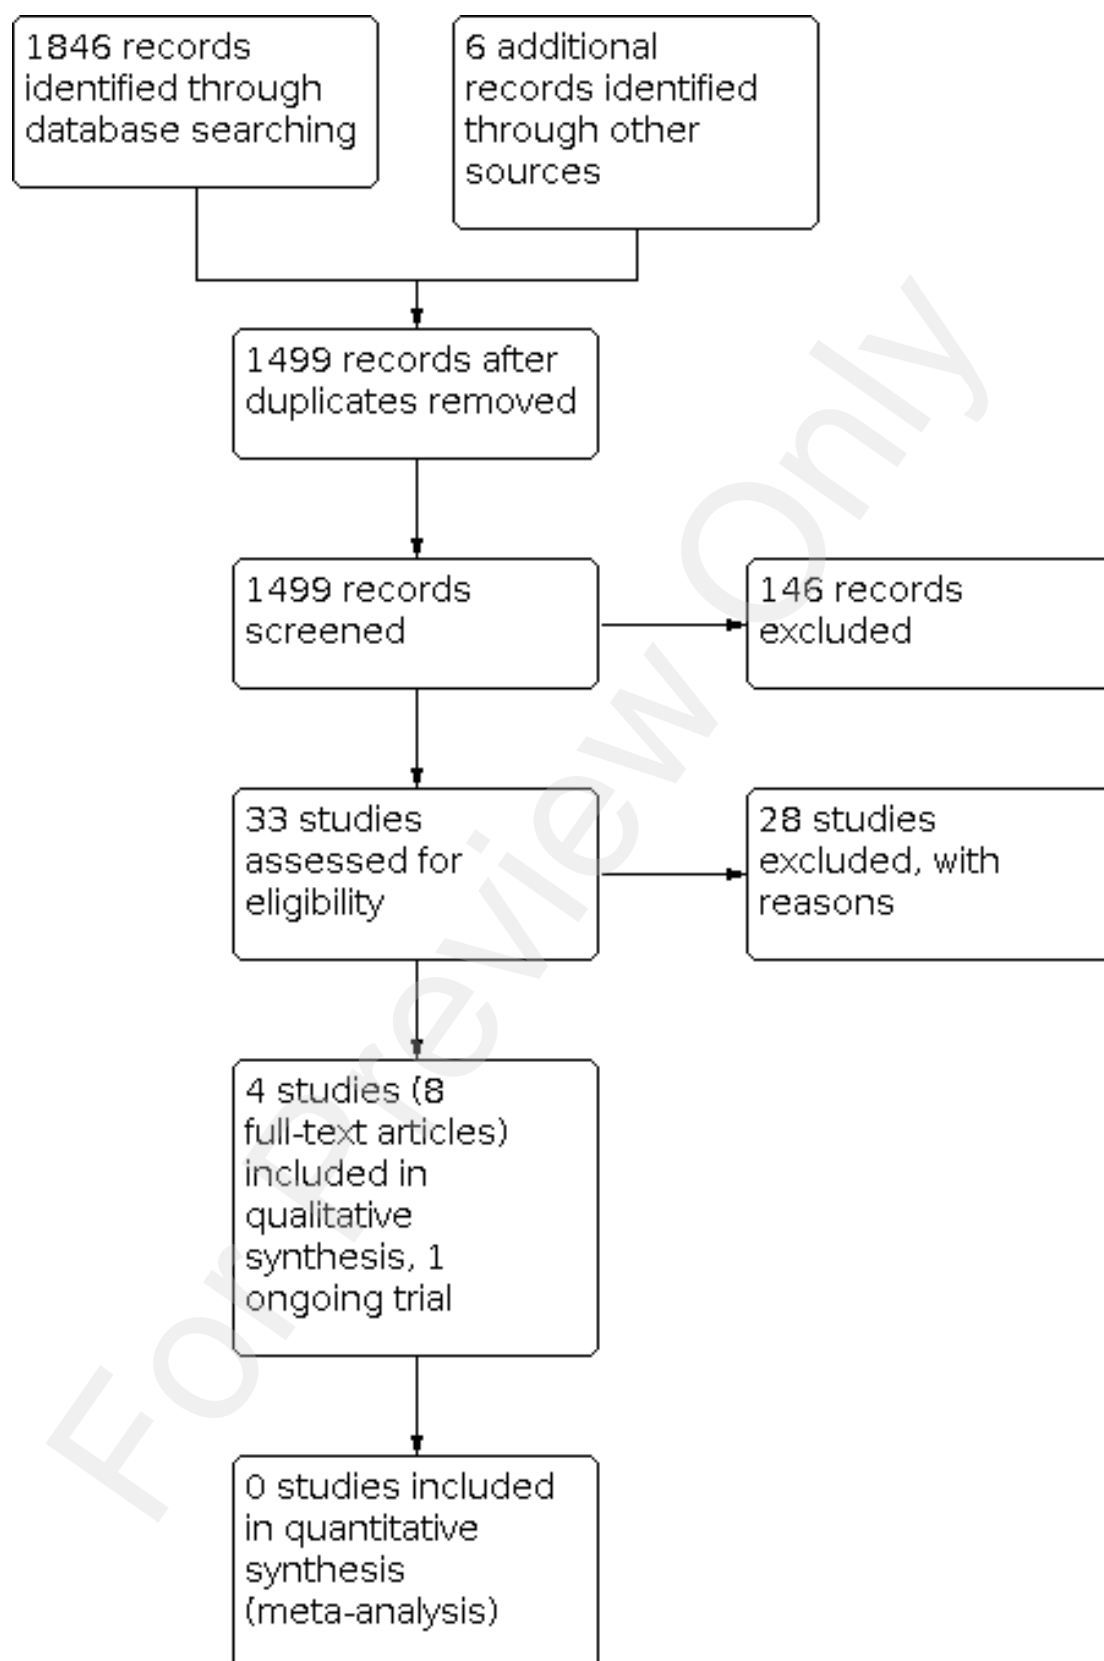 1846 records
identified through
database searching
6 additional
records identified
through other
sources
1499 records after
duplicates removed
1499 records
screened
146 records
excluded
33 studies
assessed for
eligibility
28 studies
excluded, with
reasons
4 studies (8
full-text articles)
included in
qualitative
synthesis, 1
ongoing trial
0 studies included
in quantitative
synthesis
(meta-analysis)
For Preview Only